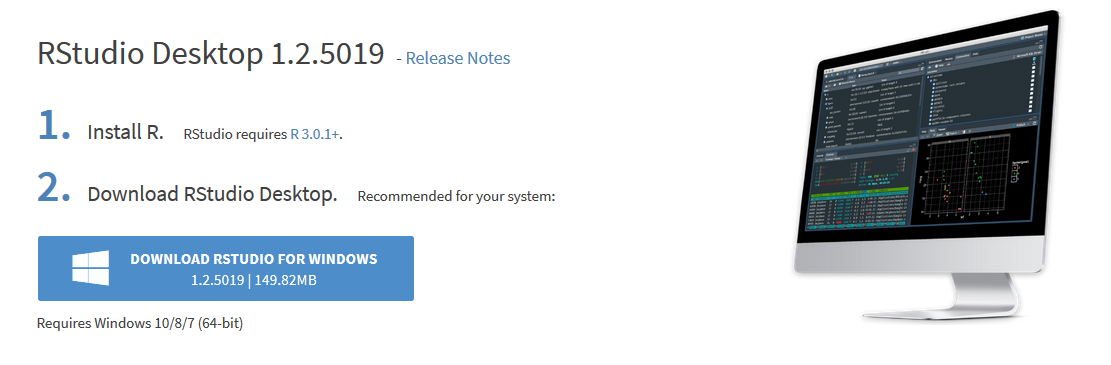 RStudio Desktop 1.2.5019 - Release Notes
1. Install R. RStudio requires R 3.0.1+.
2. Download RStudio Desktop. Recommended for your system:
DOWNLOAD RSTUDIO FOR WINDOWS
1.2.5019 | 149.82MB
Requires Windows 10/8/7 (64-bit)